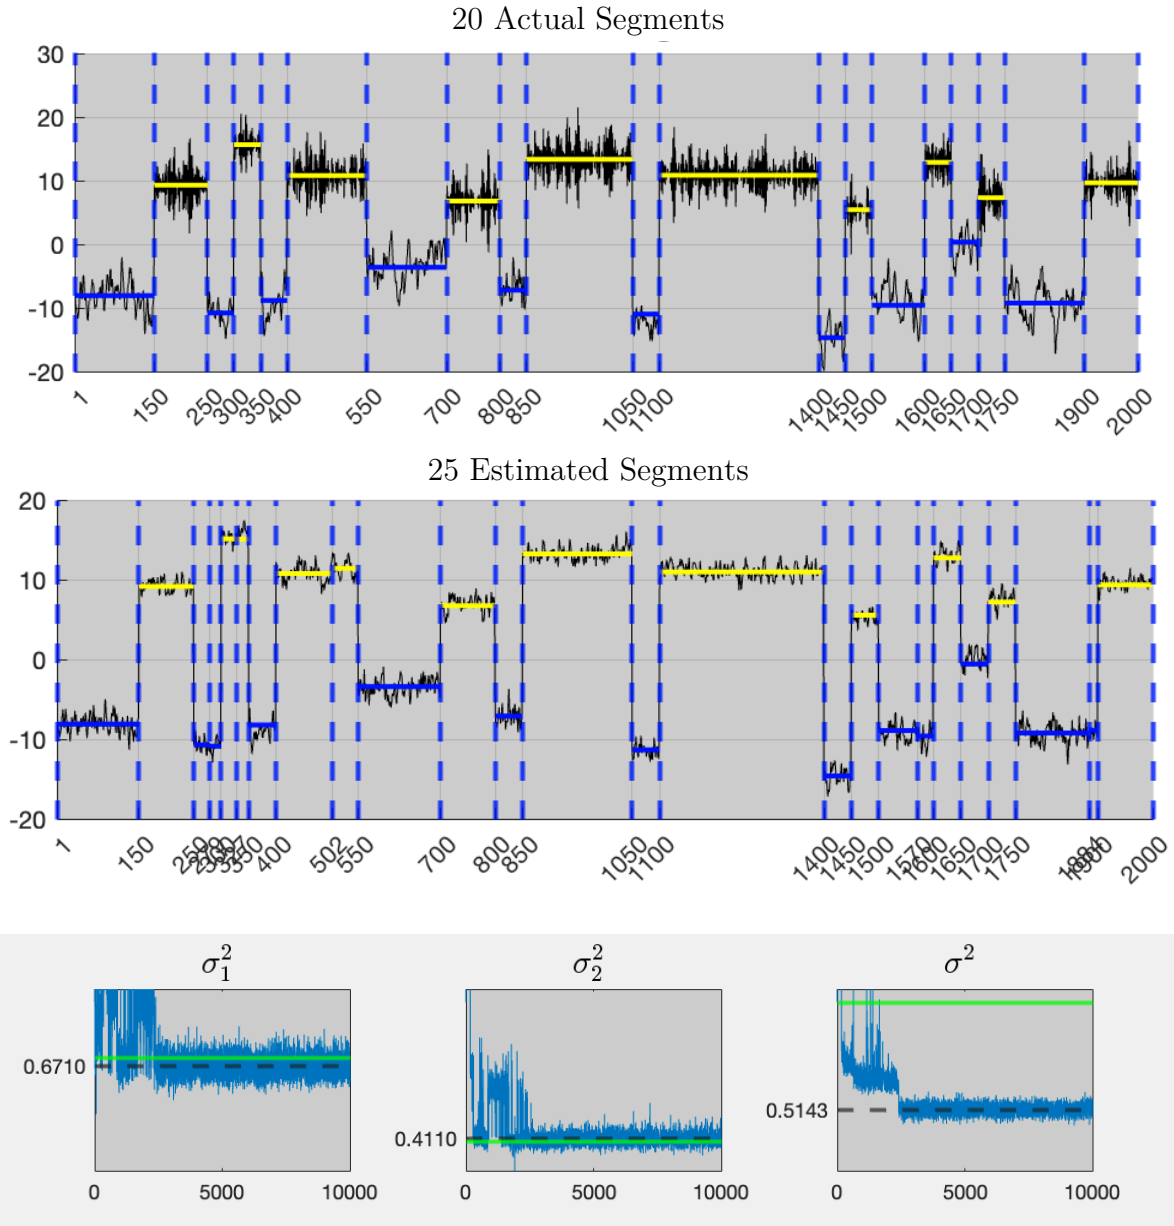 20 Actual Segments
30
20
10
0
-10
-20
1 150 250 300 350 400 550 700 800 850 1050 1100 1400 1450 1500 1600 1650 1700 1750 1900 2000
25 Estimated Segments
20
10
0
-10
-20
1 150 250 350 400 502 550 700 800 850 1050 1100 1400 1450 1500 1570 1600 1650 1700 1750 1900 2000
σ₁² σ₂² σ²
0.6710 0.4110 0.5143
0 5000 10000 0 5000 10000 0 5000 10000